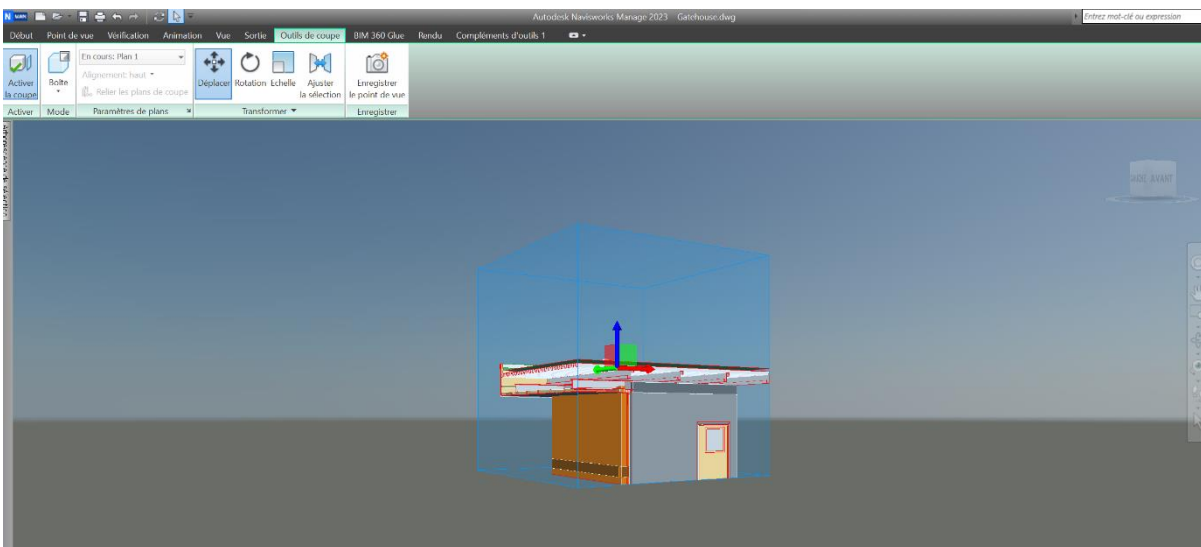 N NMAN Autodesk Navisworks Manage 2023 Gatehouse.dwg Entrez mot-clé ou expression
Début Point de vue Vérification Animation Vue Sortie Outils de coupe BIM 360 Glue Rendu Compléments d'outils 1
Activer la coupe
Boîte
En cours: Plan 1
Alignement: haut
Relier les plans de coupe
Déplacer Rotation Echelle Ajuster la sélection
Enregistrer le point de vue
Activer Mode Paramètres de plans Transformer Enregistrer
AVANT